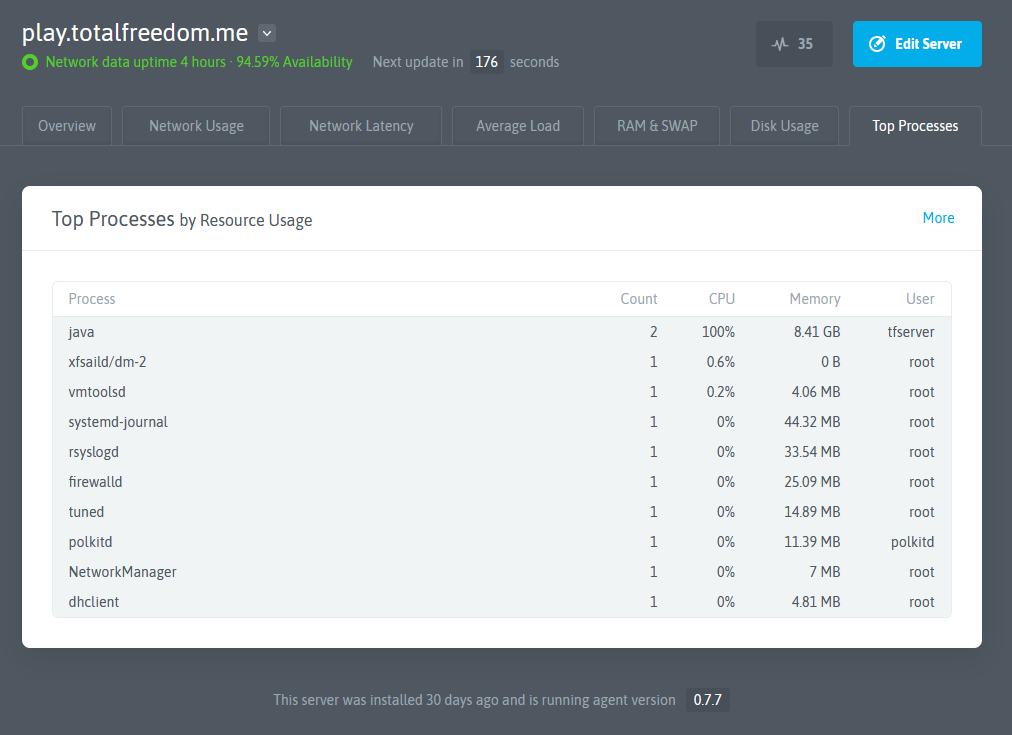 play.totalfreedom.me
35
Edit Server
Network data uptime 4 hours · 94.59% Availability Next update in 176 seconds
Overview Network Usage Network Latency Average Load RAM & SWAP Disk Usage Top Processes
Top Processes by Resource Usage More
Process Count CPU Memory User
java 2 100% 8.41 GB tfserver
xfsaild/dm-2 1 0.6% 0 B root
vmtoolsd 1 0.2% 4.06 MB root
systemd-journal 1 0% 44.32 MB root
rsyslogd 1 0% 33.54 MB root
firewalld 1 0% 25.09 MB root
tuned 1 0% 14.89 MB root
polkitd 1 0% 11.39 MB polkitd
NetworkManager 1 0% 7 MB root
dhclient 1 0% 4.81 MB root
This server was installed 30 days ago and is running agent version 0.7.7